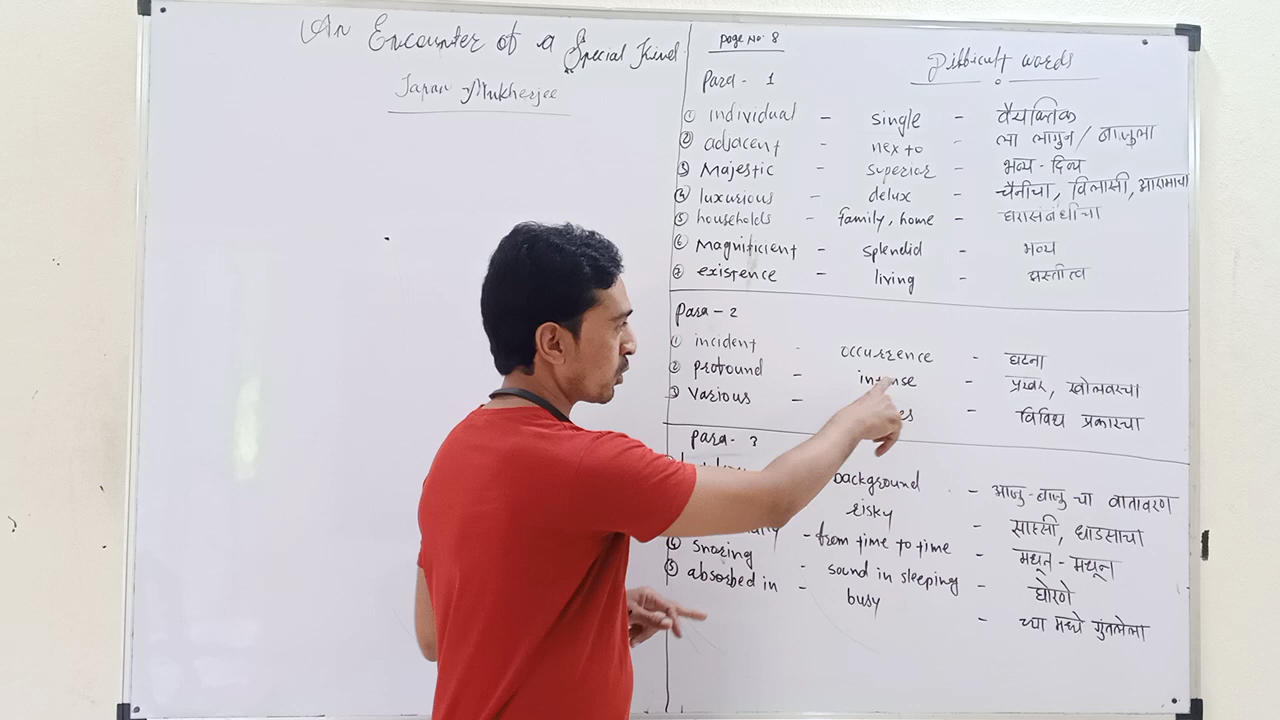 An Encounter of a Special Kind
Tapan Mukherjee
Page No. 8
Difficult words
Para - 1
① individual - single - वैयक्तिक
② adjacent - nex to - ला लागुन / बाजुला
③ Majestic - superior - भव्य - दिव्य
④ luxurious - delux - चैनीचा, विलासी, आरामाचा
⑤ households - family, home - घरासंबंधीचा
⑥ Magnificient - splendid - भव्य
⑦ existence - living - अस्तीत्व
Para - 2
① incident - occurrence - घटना
② profound - intense - प्रखर, खोलवरचा
③ various - - विविध प्रकारचा
Para - 3
background - आजु-बाजु चा वातावरण
risky - साहसी, धाडसाचा
- from time to time - मधून - मधून
④ snoring - sound in sleeping - घोरणे
⑤ absorbed in - busy - च्या मध्ये गुंतलेला